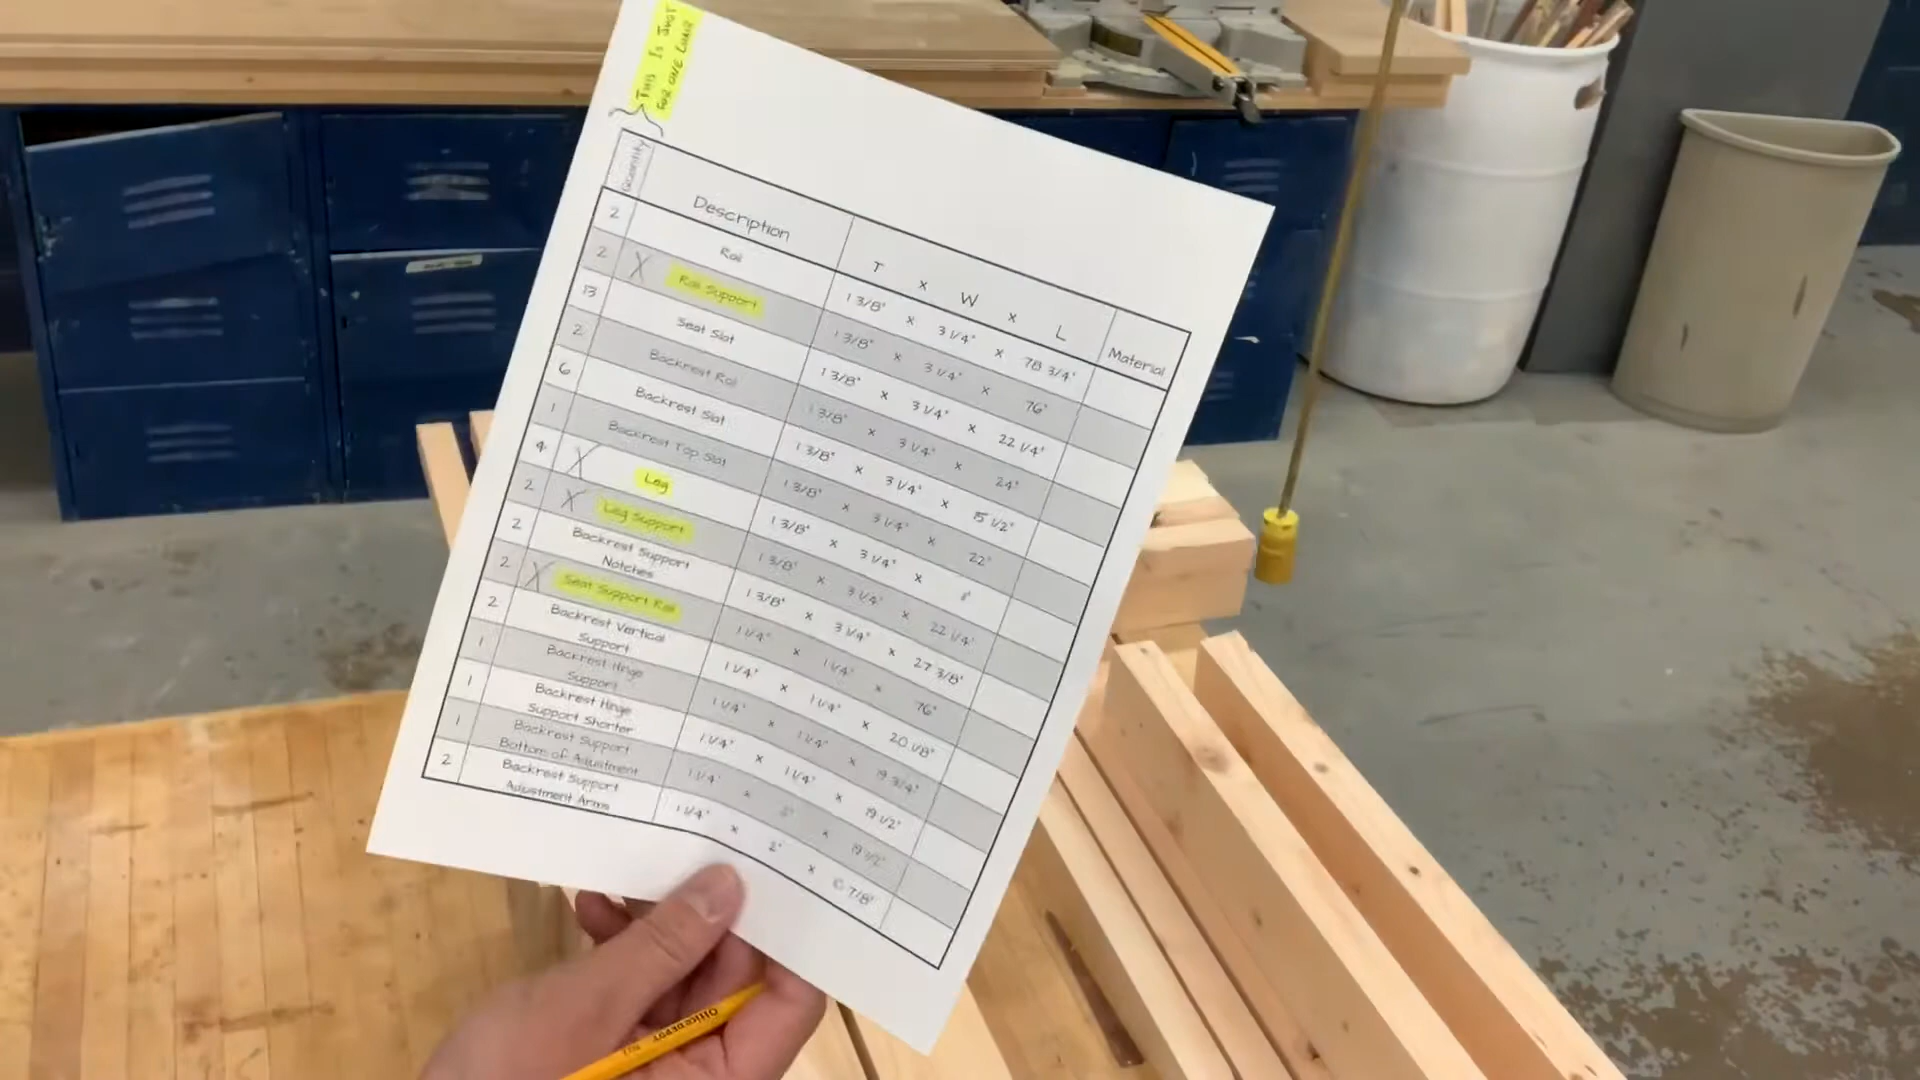 THIS IS JUST
FOR ONE CHAIR
Quantity Description T x W x L Material
2 Rail 1 3/8" x 3 1/4" x 78 3/4"
2 X Rail Support 1 3/8" x 3 1/4" x 76"
13 Seat Slat 1 3/8" x 3 1/4" x 22 1/4"
2 Backrest Rail 1 3/8" x 3 1/4" x 24"
6 Backrest Slat 1 3/8" x 3 1/4" x 15 1/2"
1 Backrest Top Slat 1 3/8" x 3 1/4" x 22"
4 X Leg 1 3/8" x 3 1/4" x
2 X Leg Support 1 3/8" x 3 1/4" x 22 1/4"
2 Backrest Support
Notches 1 3/8" x 3 1/4" x 27 3/8"
2 X Seat Support Rail 1 1/4" x 1 1/4" x 76"
2 Backrest Vertical
Support 1 1/4" x 1 1/4" x 20 1/8"
1 Backrest Hinge
Support 1 1/4" x 1 1/4" x 19 3/4"
1 Backrest Hinge
Support Shorter 1 1/4" x 1 1/4" x 19 1/2"
1 Backrest Support
Bottom of Adjustment 1 1/4" x 2" x 19 1/2"
2 Backrest Support
Adjustment Arms 1 1/4" x 2" x 7/8"
Office DEPOT